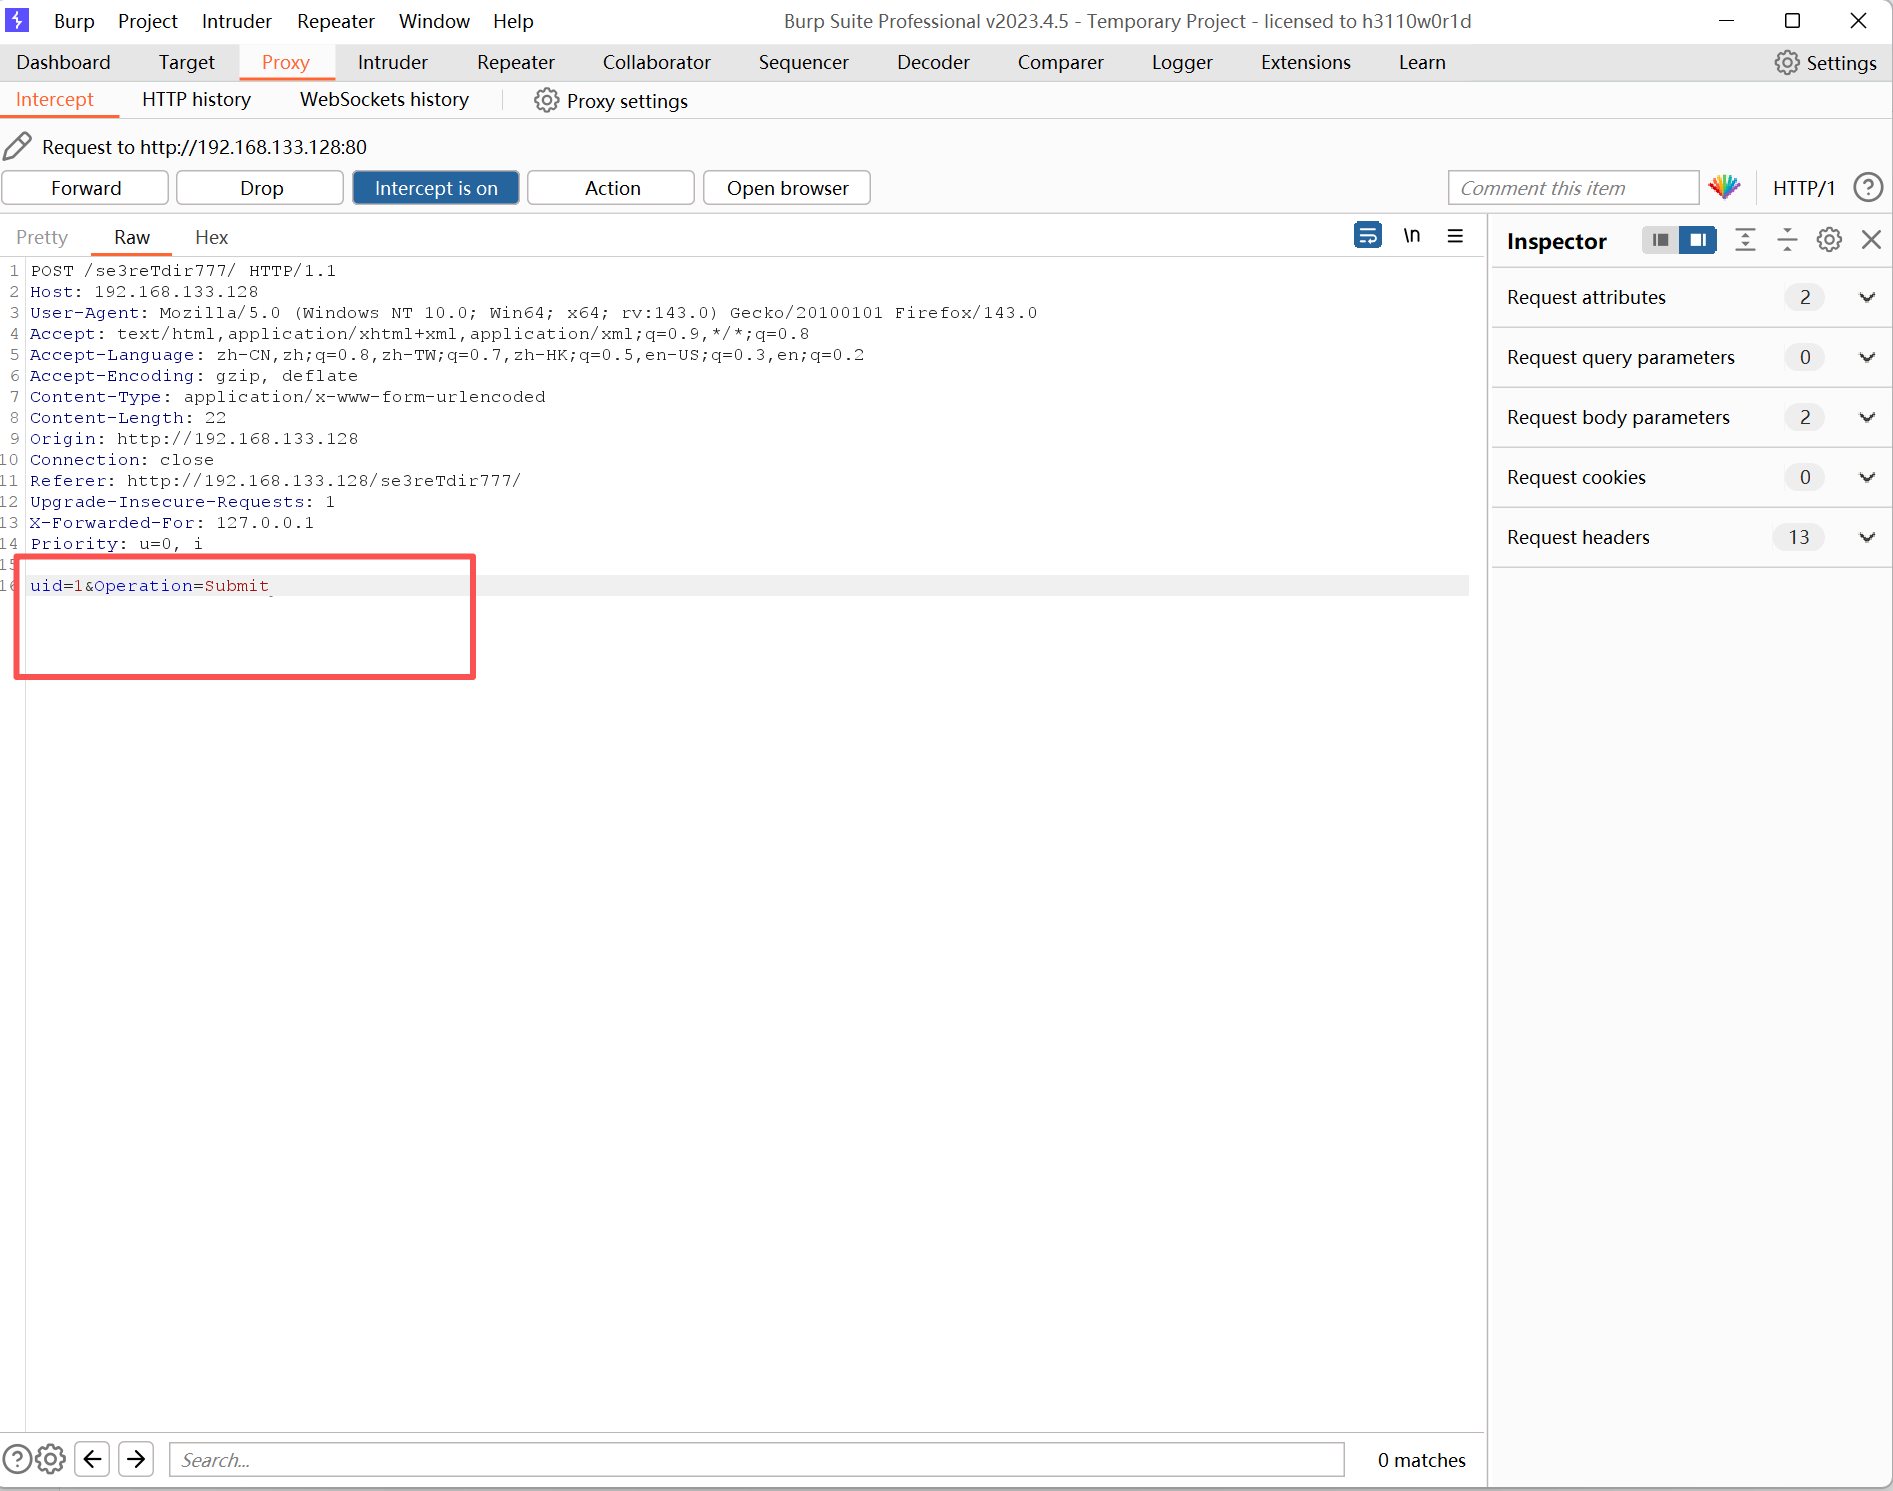 Burp Project Intruder Repeater Window Help Burp Suite Professional v2023.4.5 - Temporary Project - licensed to h3110w0r1d
Dashboard Target Proxy Intruder Repeater Collaborator Sequencer Decoder Comparer Logger Extensions Learn Settings
Intercept HTTP history WebSockets history Proxy settings
Request to http://192.168.133.128:80
Forward Drop Intercept is on Action Open browser Comment this item HTTP/1
Pretty Raw Hex \n
Inspector
1 POST /se3reTdir777/ HTTP/1.1
2 Host: 192.168.133.128
3 User-Agent: Mozilla/5.0 (Windows NT 10.0; Win64; x64; rv:143.0) Gecko/20100101 Firefox/143.0
4 Accept: text/html,application/xhtml+xml,application/xml;q=0.9,*/*;q=0.8
5 Accept-Language: zh-CN,zh;q=0.8,zh-TW;q=0.7,zh-HK;q=0.5,en-US;q=0.3,en;q=0.2
6 Accept-Encoding: gzip, deflate
7 Content-Type: application/x-www-form-urlencoded
8 Content-Length: 22
9 Origin: http://192.168.133.128
10 Connection: close
11 Referer: http://192.168.133.128/se3reTdir777/
12 Upgrade-Insecure-Requests: 1
13 X-Forwarded-For: 127.0.0.1
14 Priority: u=0, i
15
16 uid=1&Operation=Submit
Request attributes 2
Request query parameters 0
Request body parameters 2
Request cookies 0
Request headers 13
Search... 0 matches